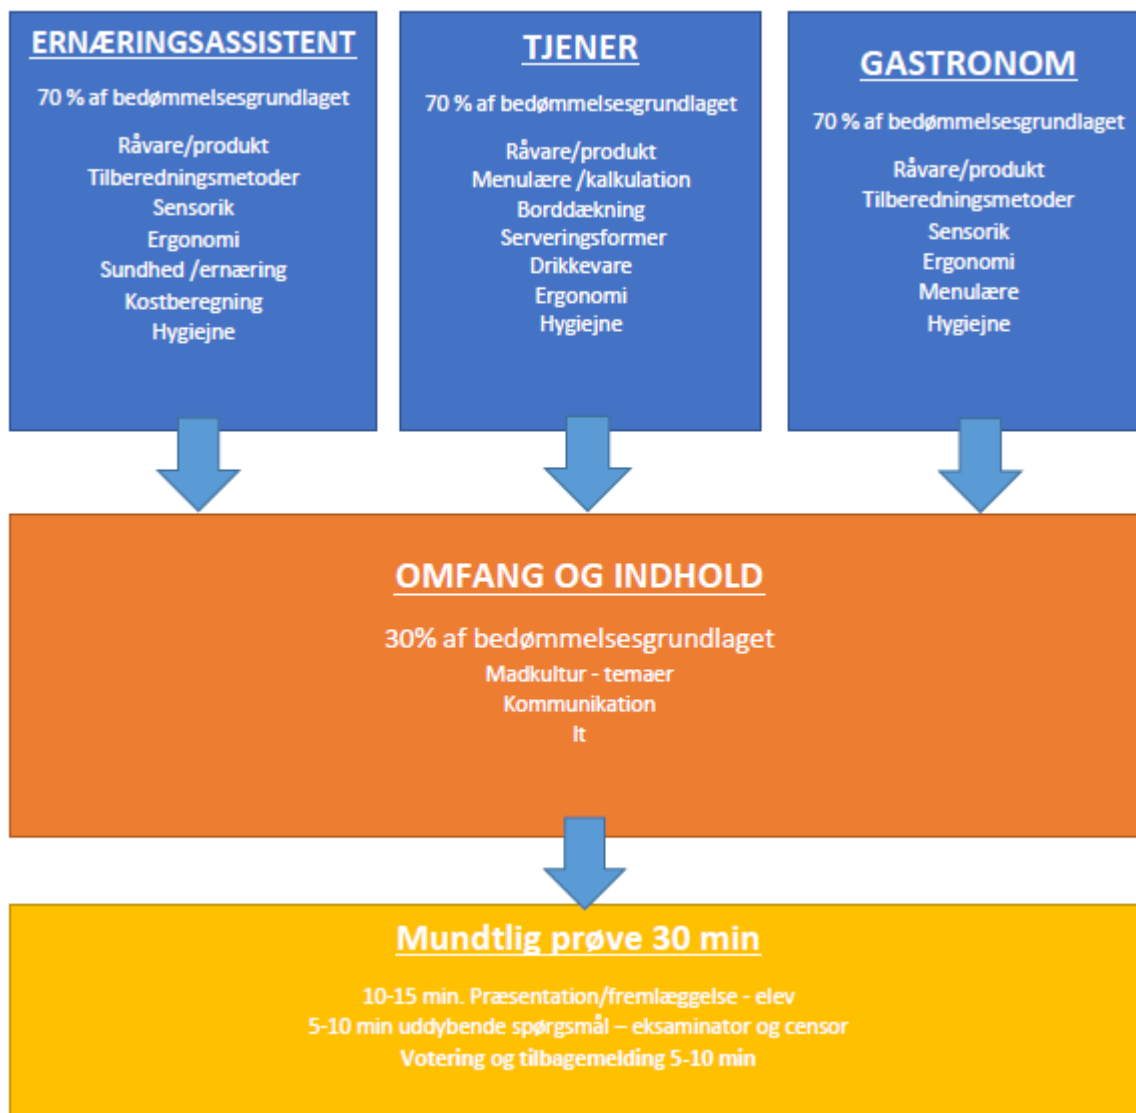 ERNÆRINGSASSISTENT
70 % af bedømmelsesgrundlaget
Råvare/produkt
Tilberedningsmetoder
Sensorik
Ergonomi
Sundhed /ernæring
Kostberegning
Hygiejne
TJENER
70 % af bedømmelsesgrundlaget
Råvare/produkt
Menulære /kalkulation
Borddækning
Serveringsformer
Drikkevare
Ergonomi
Hygiejne
GASTRONOM
70 % af bedømmelsesgrundlaget
Råvare/produkt
Tilberedningsmetoder
Sensorik
Ergonomi
Menulære
Hygiejne
OMFANG OG INDHOLD
30% af bedømmelsesgrundlaget
Madkultur - temaer
Kommunikation
It
Mundtlig prøve 30 min
10-15 min. Præsentation/fremlæggelse - elev
5-10 min uddybende spørgsmål – eksaminator og censor
Votering og tilbagemelding 5-10 min